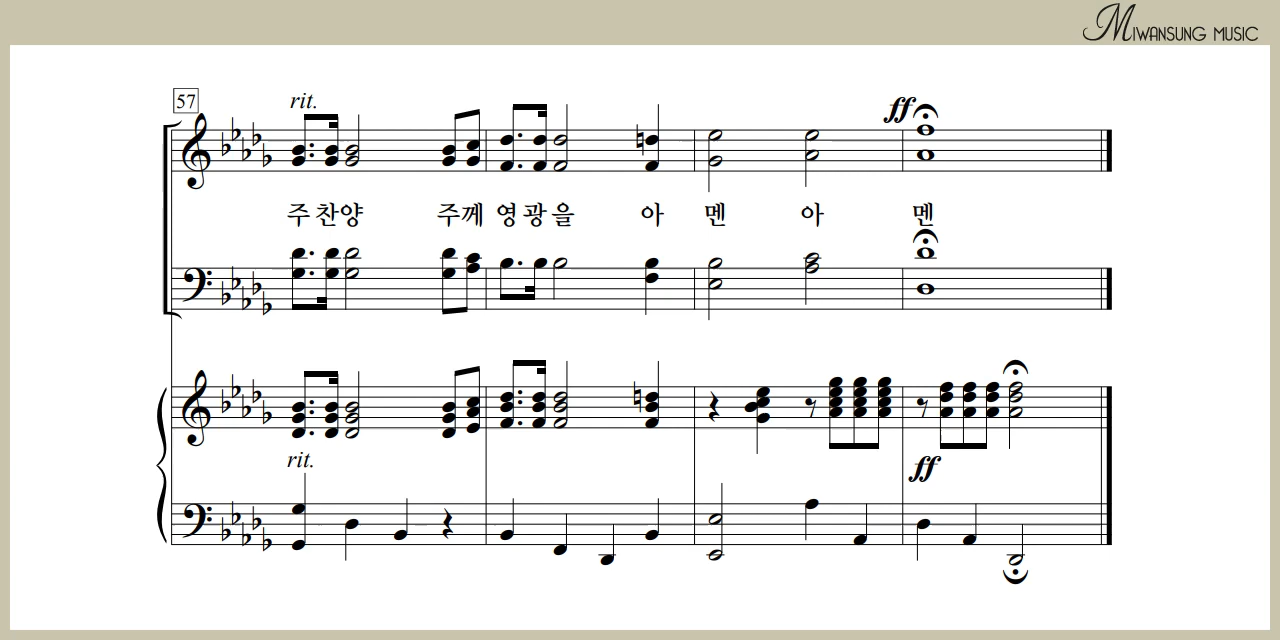 MIWANSUNG MUSIC
57
rit.
ff
주 찬양 주께 영 광 을 아 멘 아 멘
rit.
ff